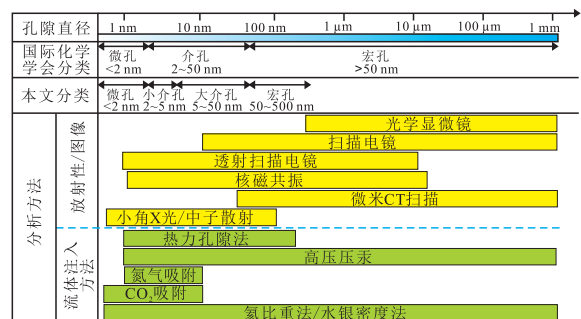 孔隙直径 1 nm 10 nm 100 nm 1 μm 10 μm 100 μm 1 mm
国际化学
学会分类
微孔 介孔 宏孔
<2 nm 2~50 nm >50 nm
本文分类
微孔 小介孔 大介孔 宏孔
<2 nm 2~5 nm 5~50 nm 50~500 nm
分析方法
放射性/图像
光学显微镜
扫描电镜
透射扫描电镜
核磁共振
微米CT扫描
小角X光/中子散射
流体注入
方法
热力孔隙法
高压压汞
氮气吸附
CO₂吸附
氦比重法/水银密度法